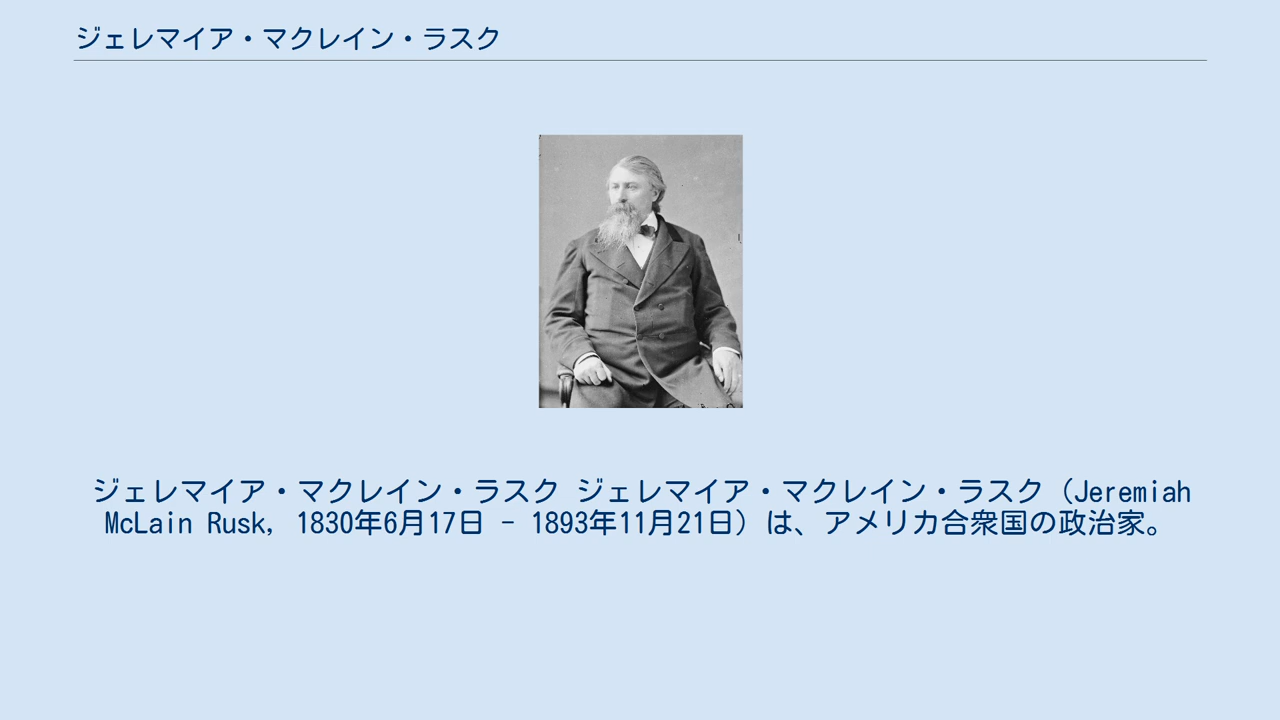 ジェレマイア・マクレイン・ラスク
ジェレマイア・マクレイン・ラスク ジェレマイア・マクレイン・ラスク（Jeremiah
McLain Rusk, 1830年6月17日 - 1893年11月21日）は、アメリカ合衆国の政治家。